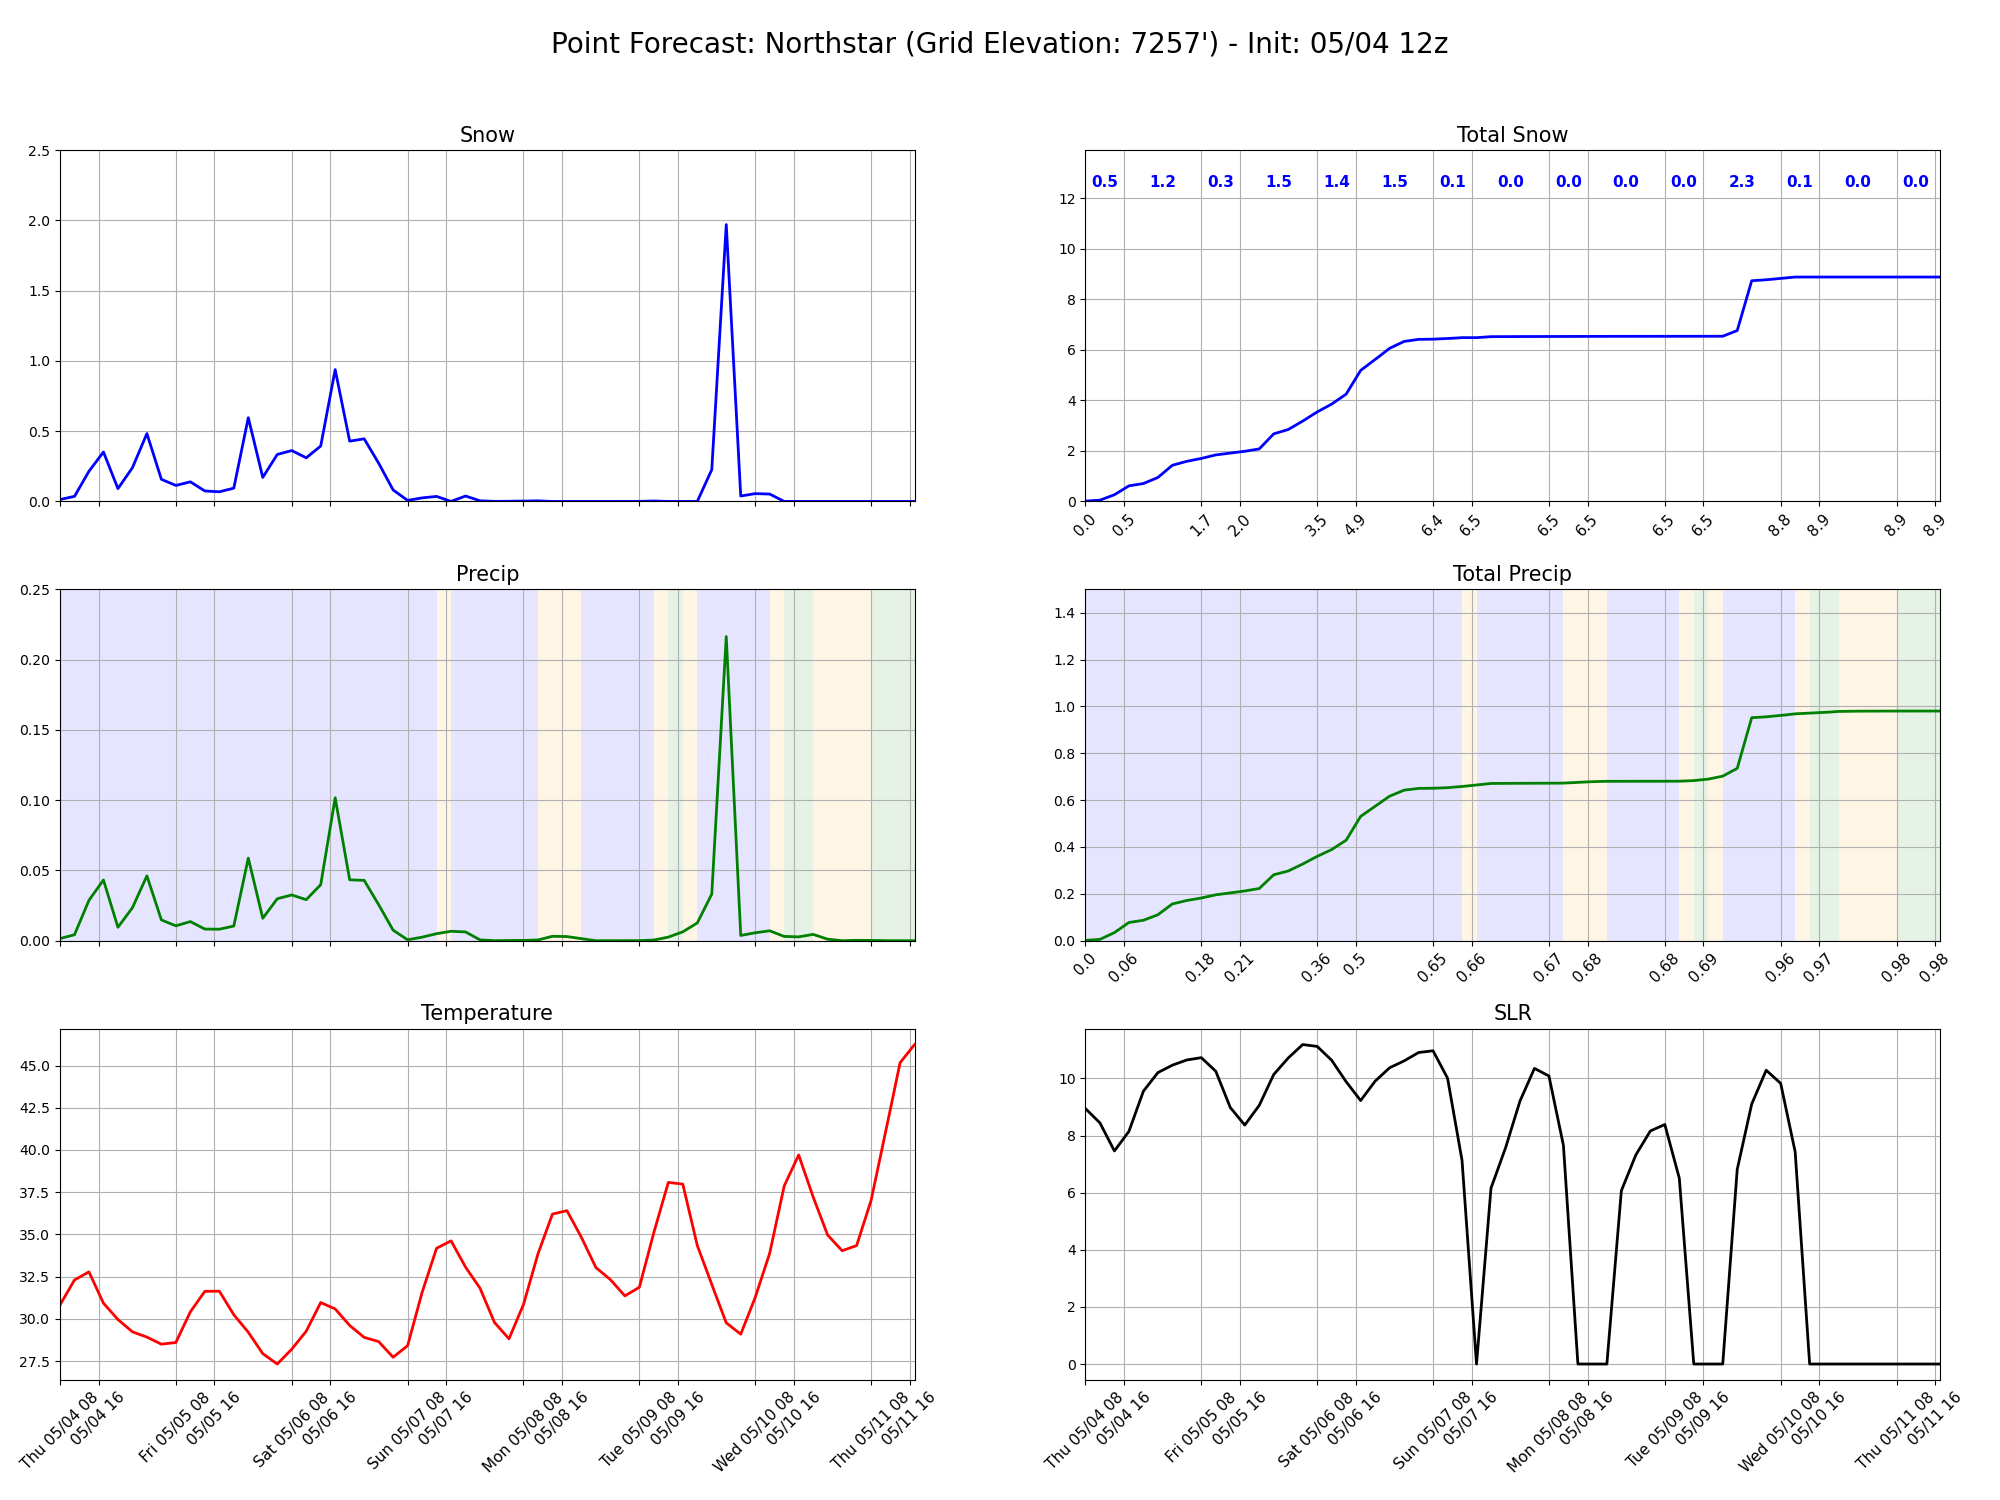 Point Forecast: Northstar (Grid Elevation: 7257') - Init: 05/04 12z
Snow
2.5
2.0
1.5
1.0
0.5
0.0
Total Snow
0.5 1.2 0.3 1.5 1.4 1.5 0.1 0.0 0.0 0.0 0.0 2.3 0.1 0.0 0.0
12
10
8
6
4
2
0
0.0 0.5 1.7 2.0 3.5 4.9 6.4 6.5 6.5 6.5 6.5 6.5 8.8 8.9 8.9 8.9
Precip
0.25
0.20
0.15
0.10
0.05
0.00
Total Precip
1.4
1.2
1.0
0.8
0.6
0.4
0.2
0.0
0.0 0.06 0.18 0.21 0.36 0.5 0.65 0.66 0.67 0.68 0.68 0.69 0.96 0.97 0.98 0.98
Temperature
45.0
42.5
40.0
37.5
35.0
32.5
30.0
27.5
Thu 05/04 08
05/04 16
Fri 05/05 08
05/05 16
Sat 05/06 08
05/06 16
Sun 05/07 08
05/07 16
Mon 05/08 08
05/08 16
Tue 05/09 08
05/09 16
Wed 05/10 08
05/10 16
Thu 05/11 08
05/11 16
SLR
10
8
6
4
2
0
Thu 05/04 08
05/04 16
Fri 05/05 08
05/05 16
Sat 05/06 08
05/06 16
Sun 05/07 08
05/07 16
Mon 05/08 08
05/08 16
Tue 05/09 08
05/09 16
Wed 05/10 08
05/10 16
Thu 05/11 08
05/11 16